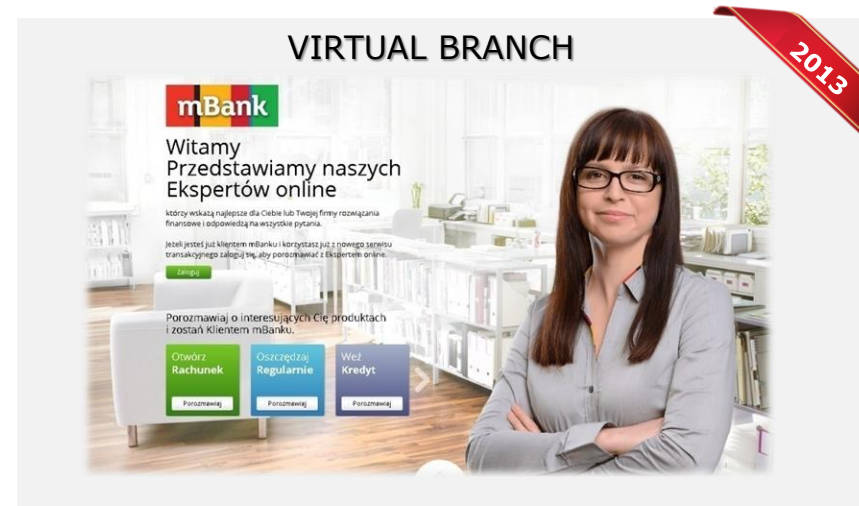 VIRTUAL BRANCH
2013
mBank
Witamy
Przedstawiamy naszych
Ekspertów online
którzy wskażą najlepsze dla Ciebie lub Twojej firmy rozwiązania
finansowe i odpowiedzą na wszystkie pytania.
Jeżeli jesteś już klientem mBanku i korzystasz już z nowego serwisu
transakcyjnego zaloguj się, aby porozmawiać z Ekspertem online.
Zaloguj
Porozmawiaj o interesujących Cię produktach
i zostań Klientem mBanku.
Otwórz
Rachunek
Porozmawiaj
Oszczędzaj
Regularnie
Porozmawiaj
Weź
Kredyt
Porozmawiaj